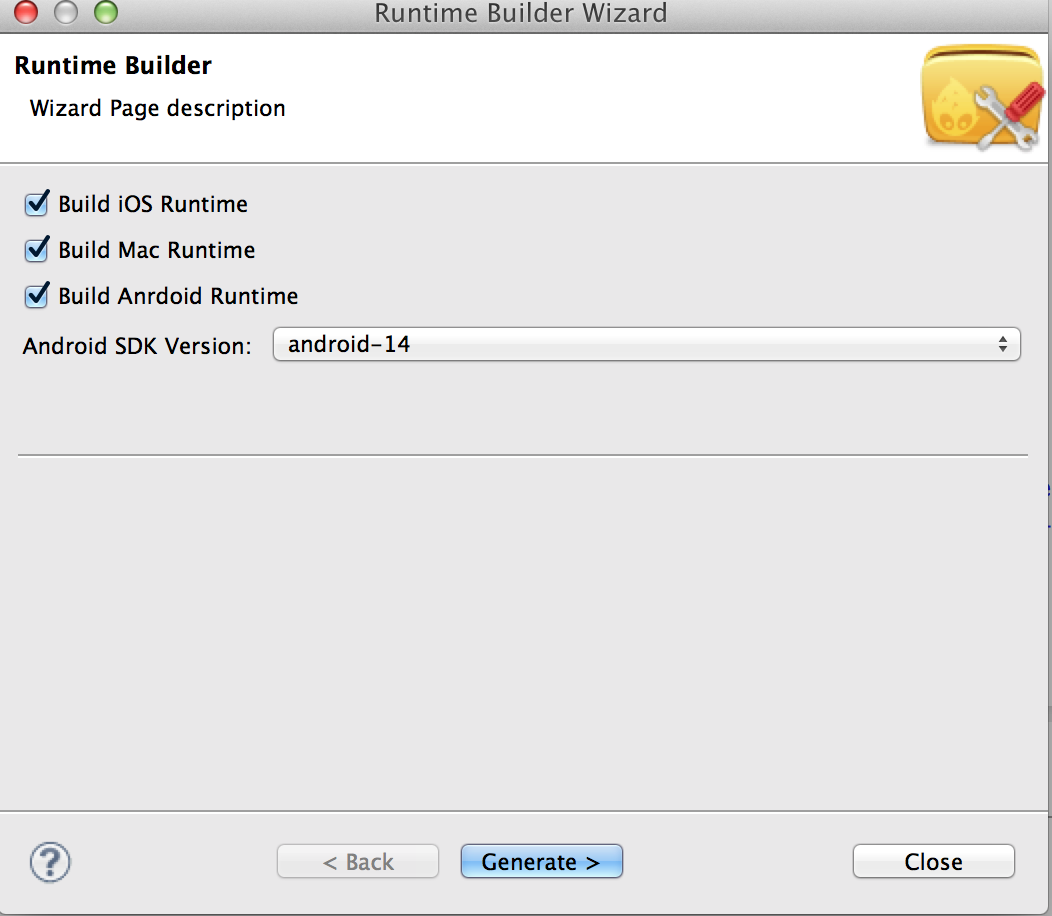 Runtime Builder Wizard
Runtime Builder
Wizard Page description
Build iOS Runtime
Build Mac Runtime
Build Anrdoid Runtime
Android SDK Version: android-14
? < Back Generate > Close